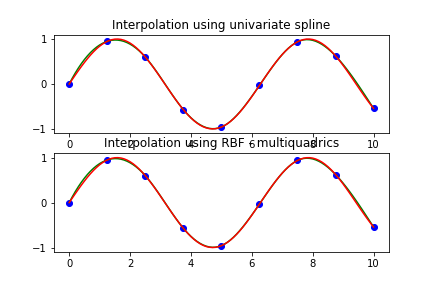 Interpolation using univariate spline
1
0
−1
0 2 4 6 8 10
Interpolation using RBF - multiquadrics
1
0
−1
0 2 4 6 8 10